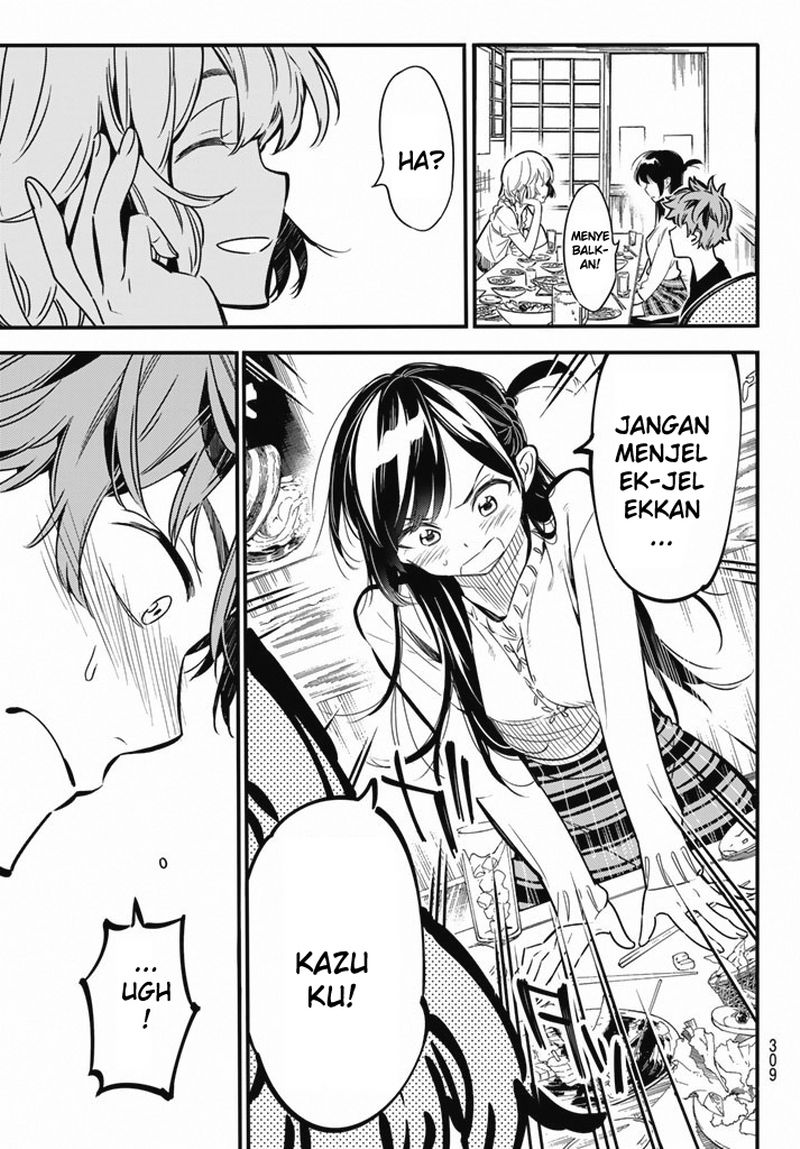 MENYE
BALK-
AN!
HA?
JANGAN
MENJEL
EK-JEL
EKKAN
...
KAZU
KU!
...
UGH
!
309